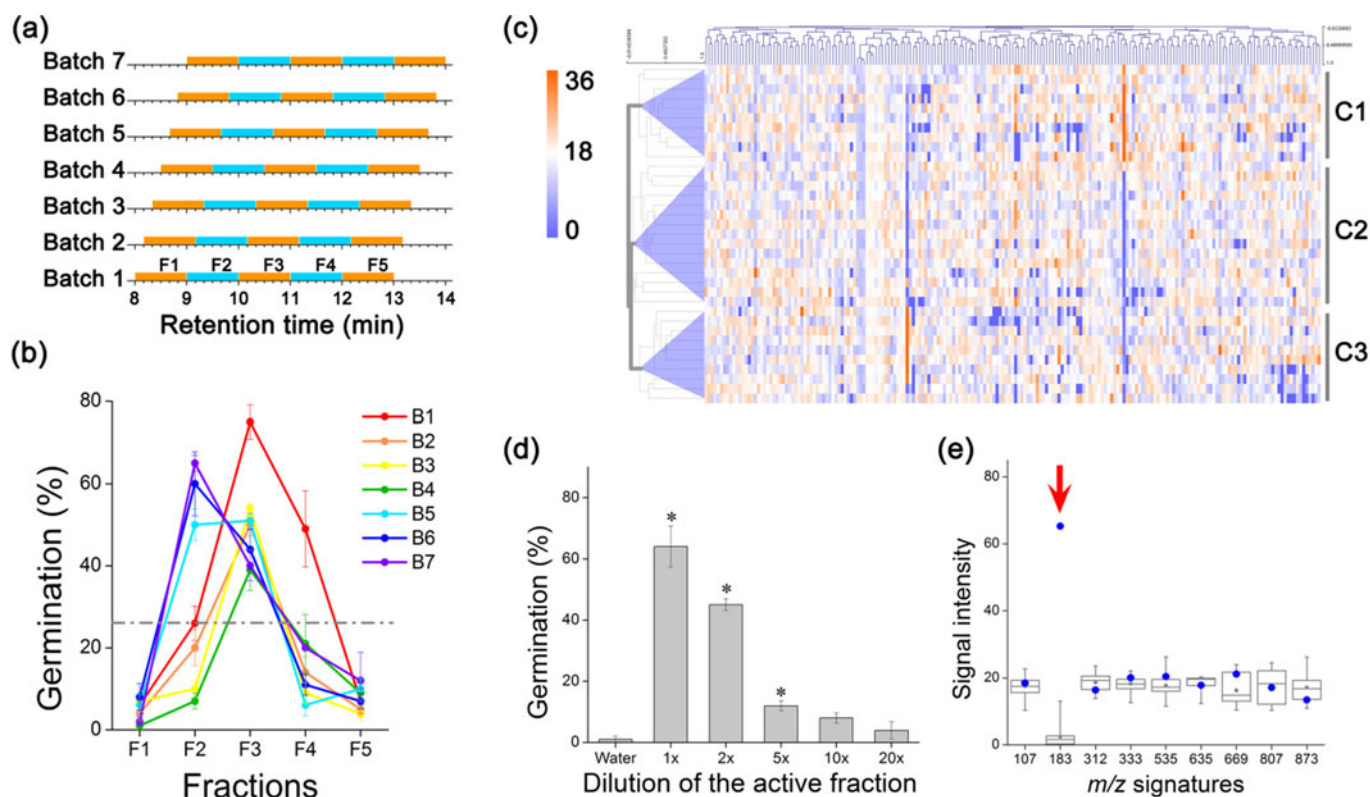 (a)
Batch 7
Batch 6
Batch 5
Batch 4
Batch 3
Batch 2
F1 F2 F3 F4 F5
Batch 1
8 9 10 11 12 13 14
Retention time (min)
(b)
80
60
40
20
0
Germination (%)
B1
B2
B3
B4
B5
B6
B7
F1 F2 F3 F4 F5
Fractions
(c)
36
18
0
C1
C2
C3
(d)
80
60
40
20
0
Germination (%)
* * *
Water 1x 2x 5x 10x 20x
Dilution of the active fraction
(e)
80
60
40
20
0
Signal intensity
107 183 312 333 535 635 669 807 873
m/z signatures